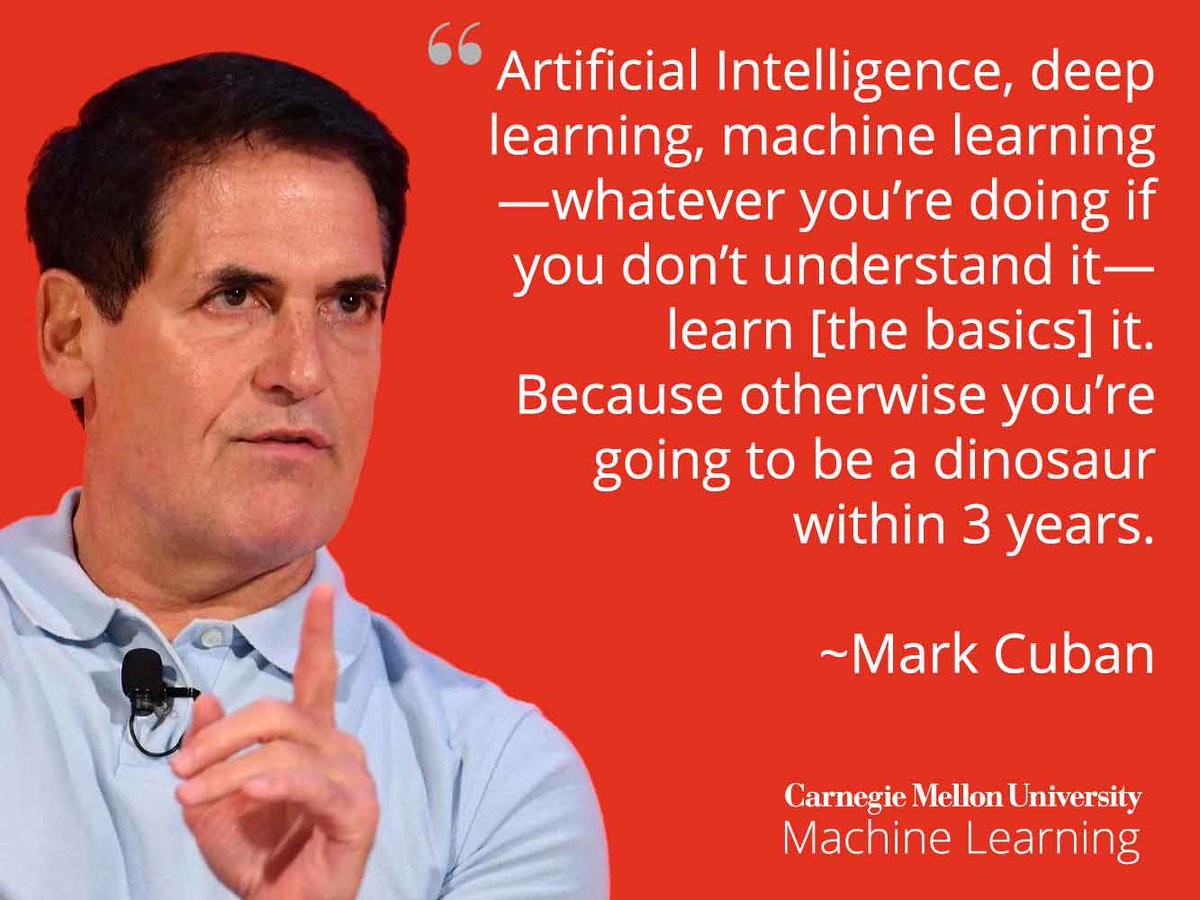 “Artificial Intelligence, deep
learning, machine learning
—whatever you’re doing if
you don’t understand it—
learn [the basics] it.
Because otherwise you’re
going to be a dinosaur
within 3 years.
~Mark Cuban
Carnegie Mellon University
Machine Learning